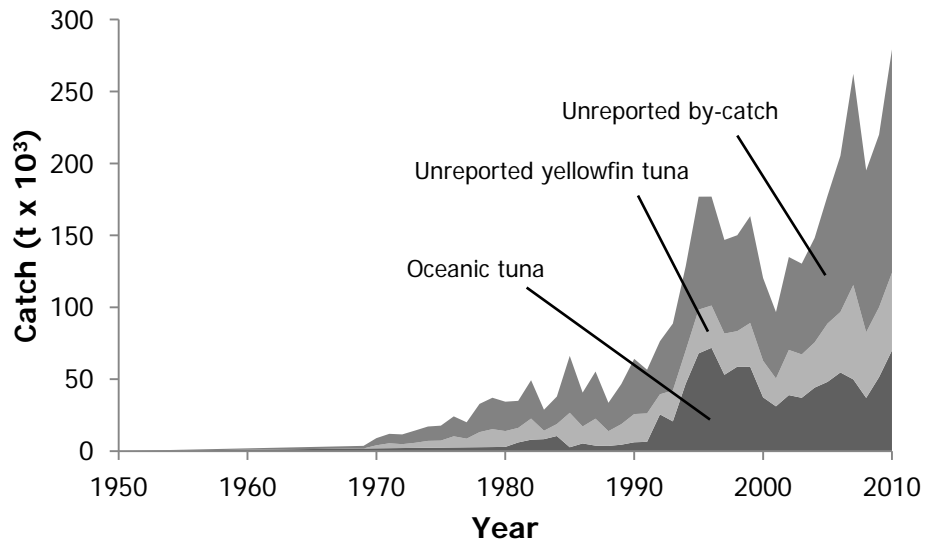 300
250
200
150
100
50
0
Catch (t x 10³)
Unreported by-catch
Unreported yellowfin tuna
Oceanic tuna
1950 1960 1970 1980 1990 2000 2010
Year